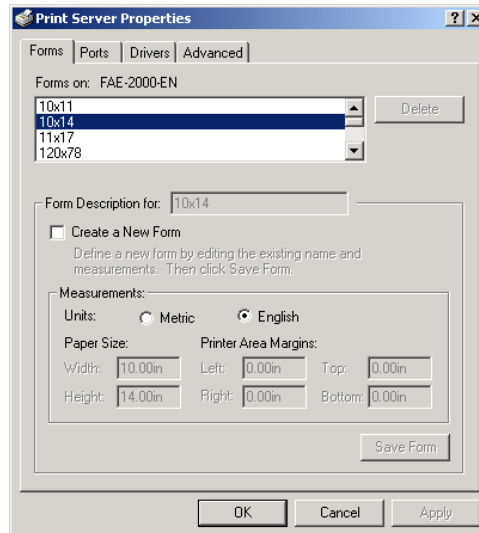 Print Server Properties
Forms Ports Drivers Advanced
Forms on: FAE-2000-EN
10x11
10x14
11x17
120x78
Delete
Form Description for: 10x14
Create a New Form
Define a new form by editing the existing name and
measurements. Then click Save Form.
Measurements:
Units: Metric English
Paper Size: Printer Area Margins:
Width: 10.00in Left: 0.00in Top: 0.00in
Height: 14.00in Right: 0.00in Bottom: 0.00in
Save Form
OK Cancel Apply